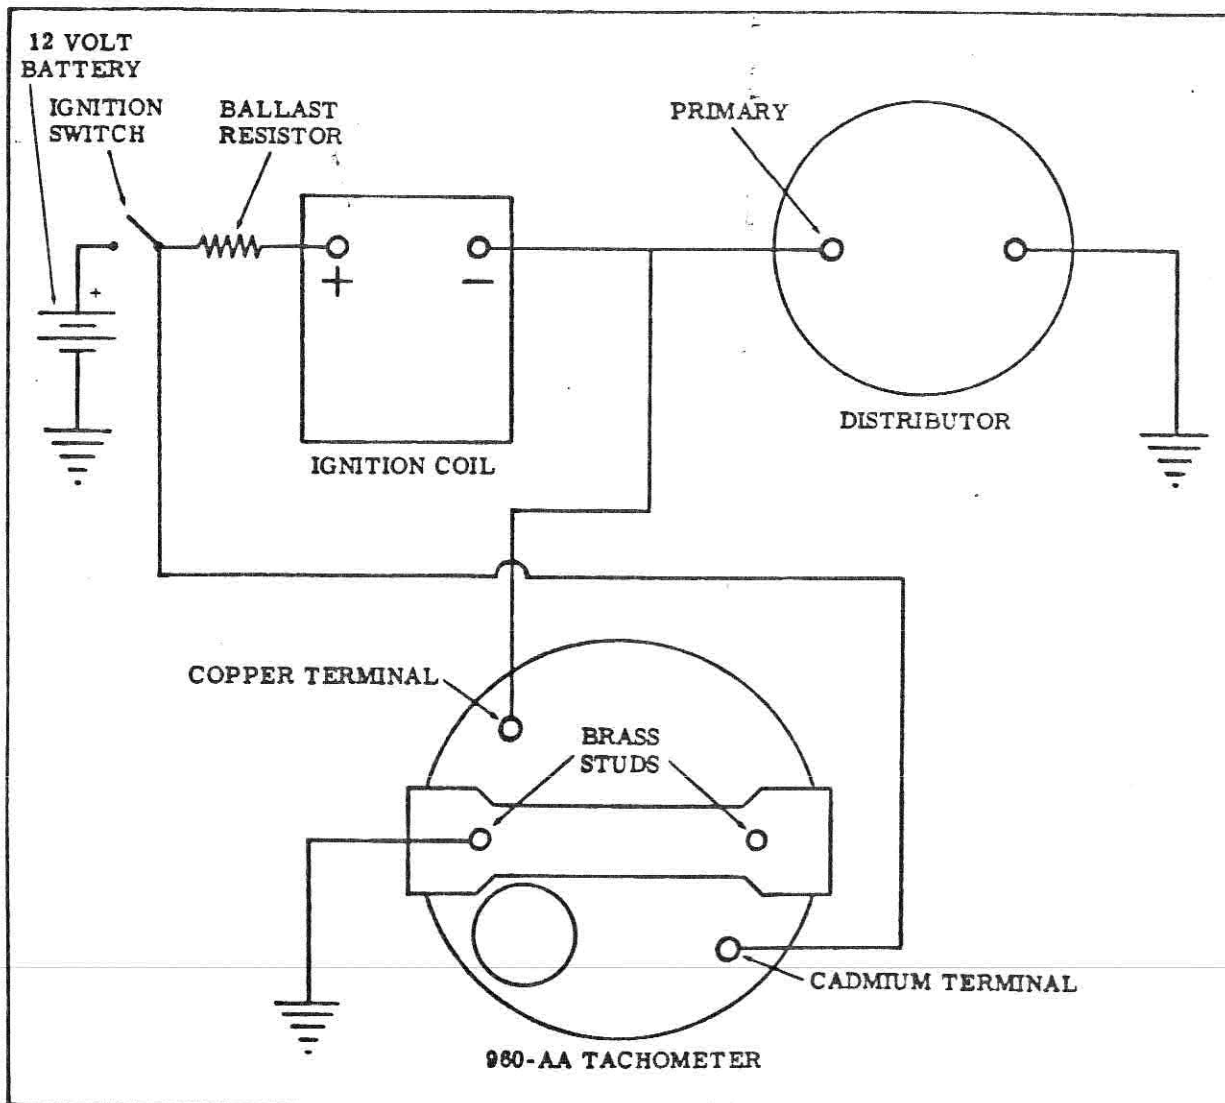 12 VOLT
BATTERY
IGNITION
SWITCH
BALLAST
RESISTOR
PRIMARY
+
+
−
DISTRIBUTOR
IGNITION COIL
COPPER TERMINAL
BRASS
STUDS
CADMIUM TERMINAL
960-AA TACHOMETER